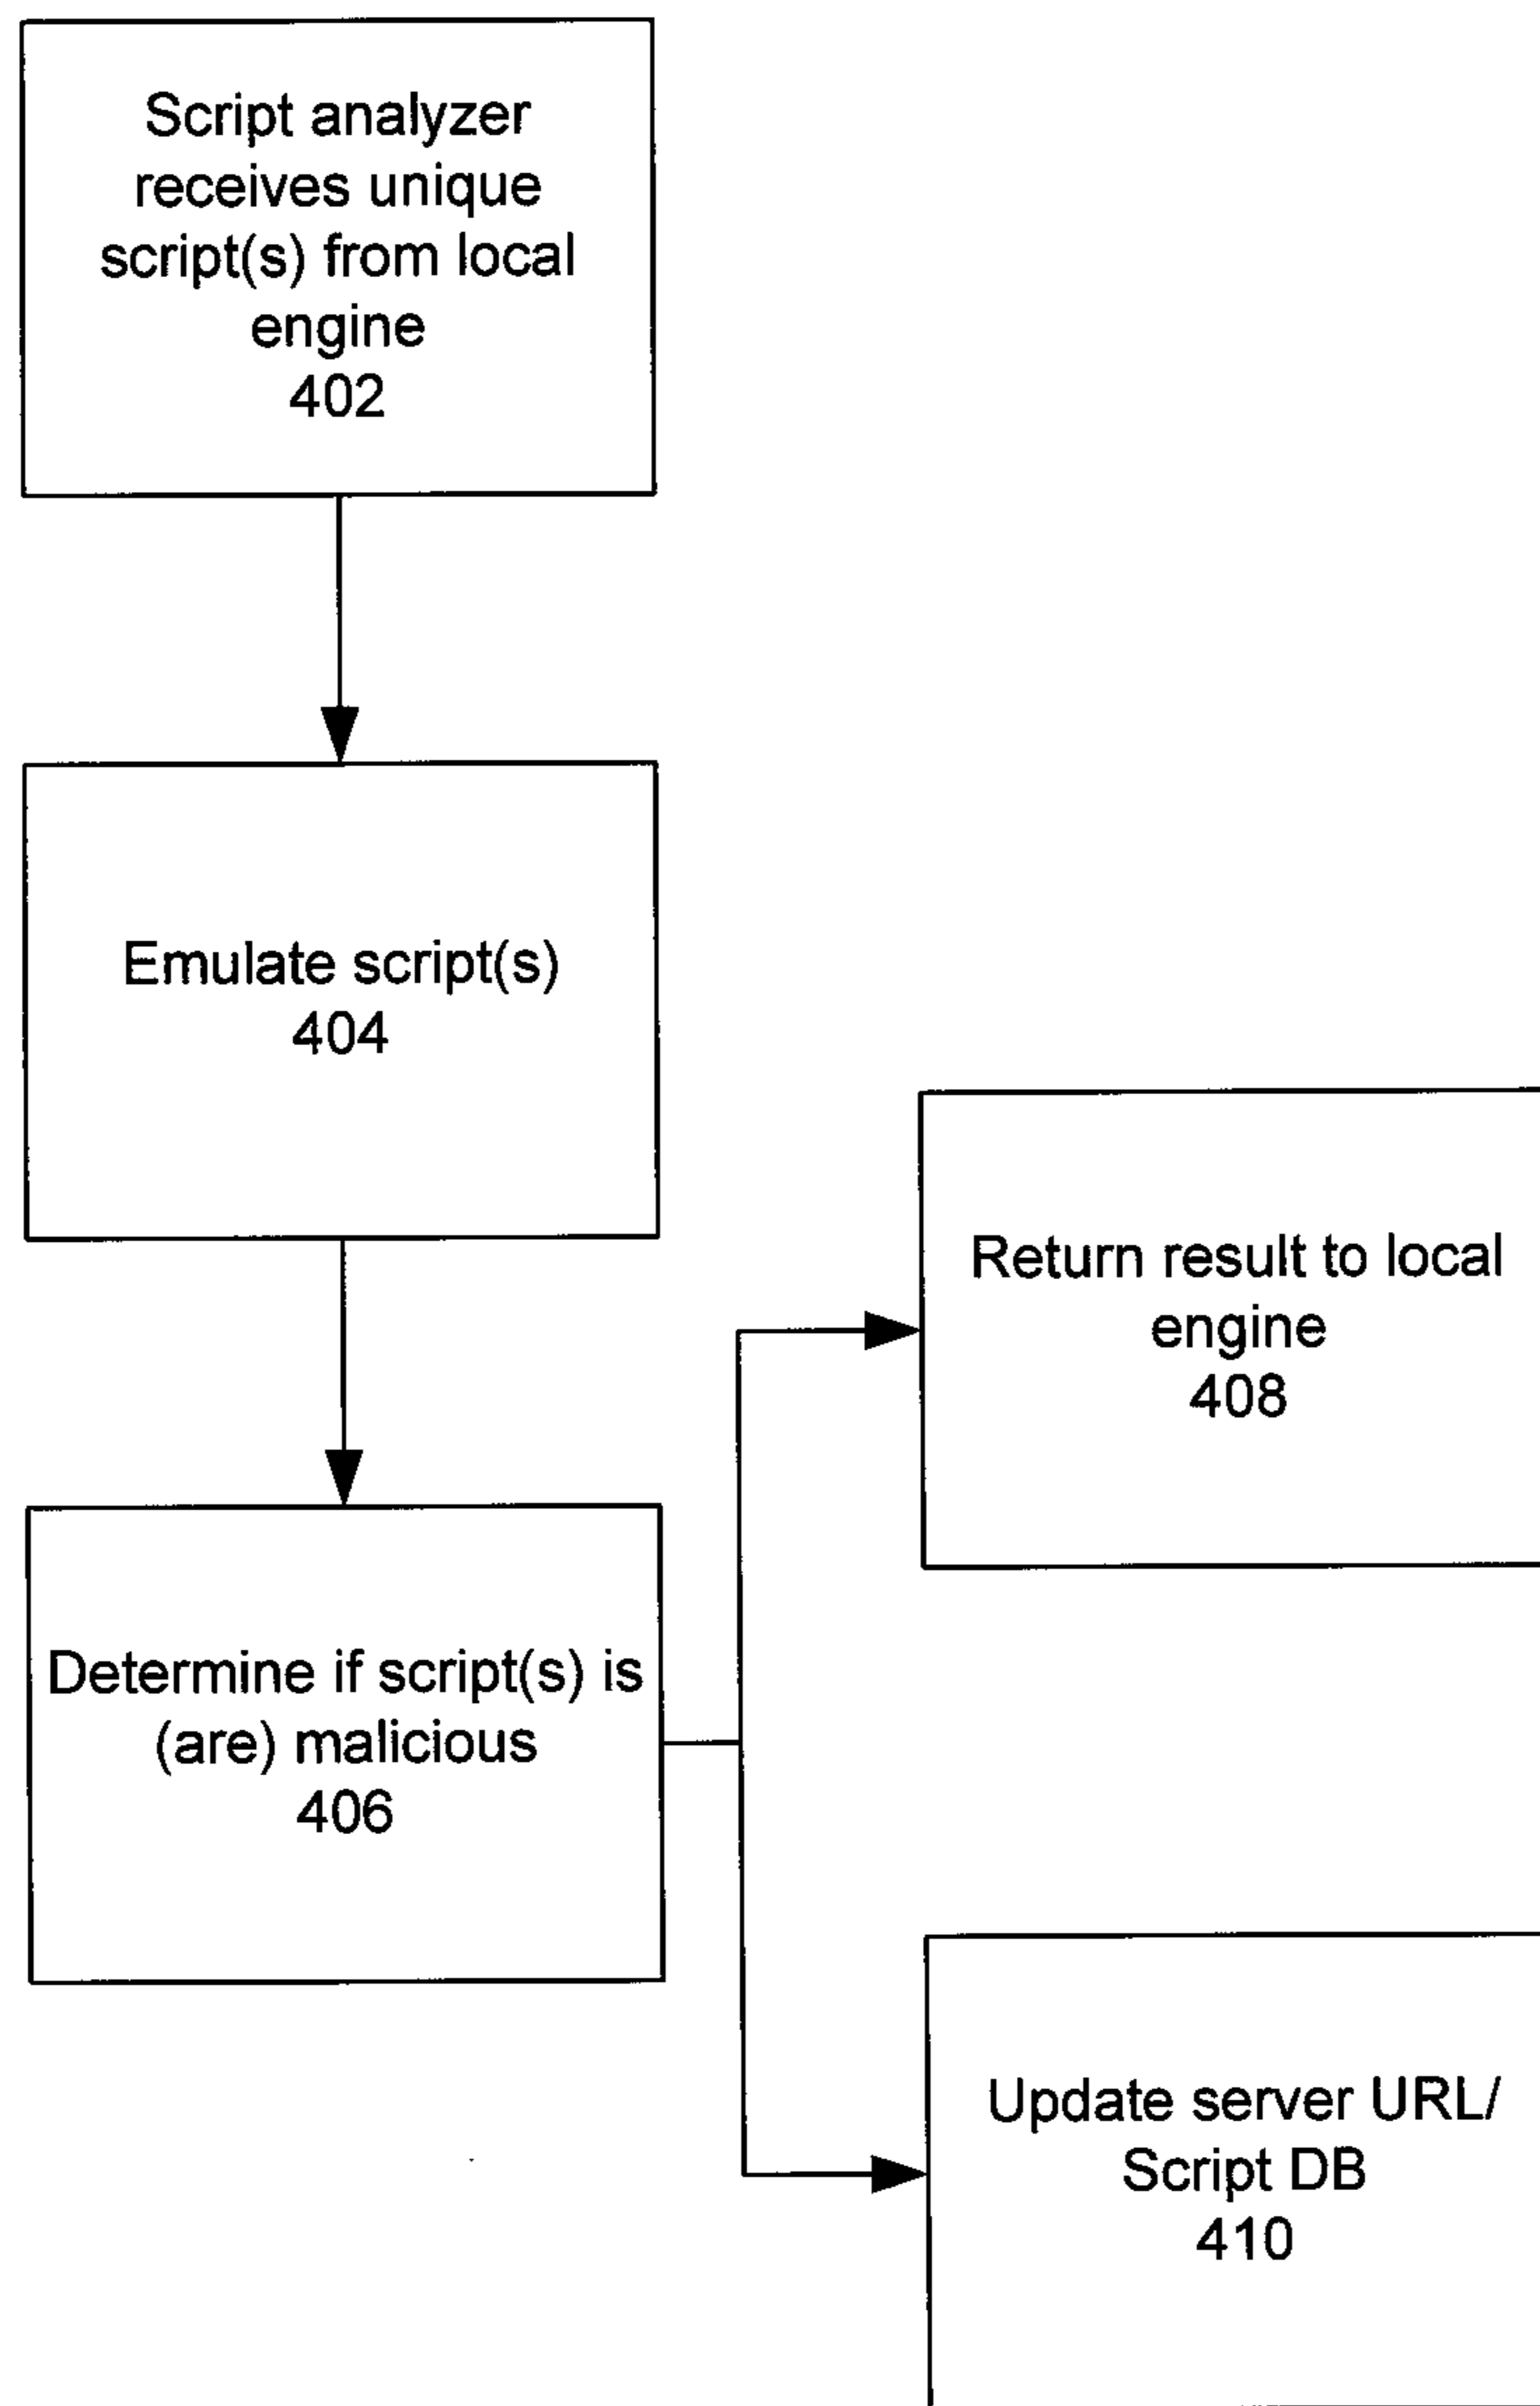 Script analyzer
receives unique
script(s) from local
engine
402
Emulate script(s)
404
Determine if script(s) is
(are) malicious
406
Return result to local
engine
408
Update server URL/
Script DB
410